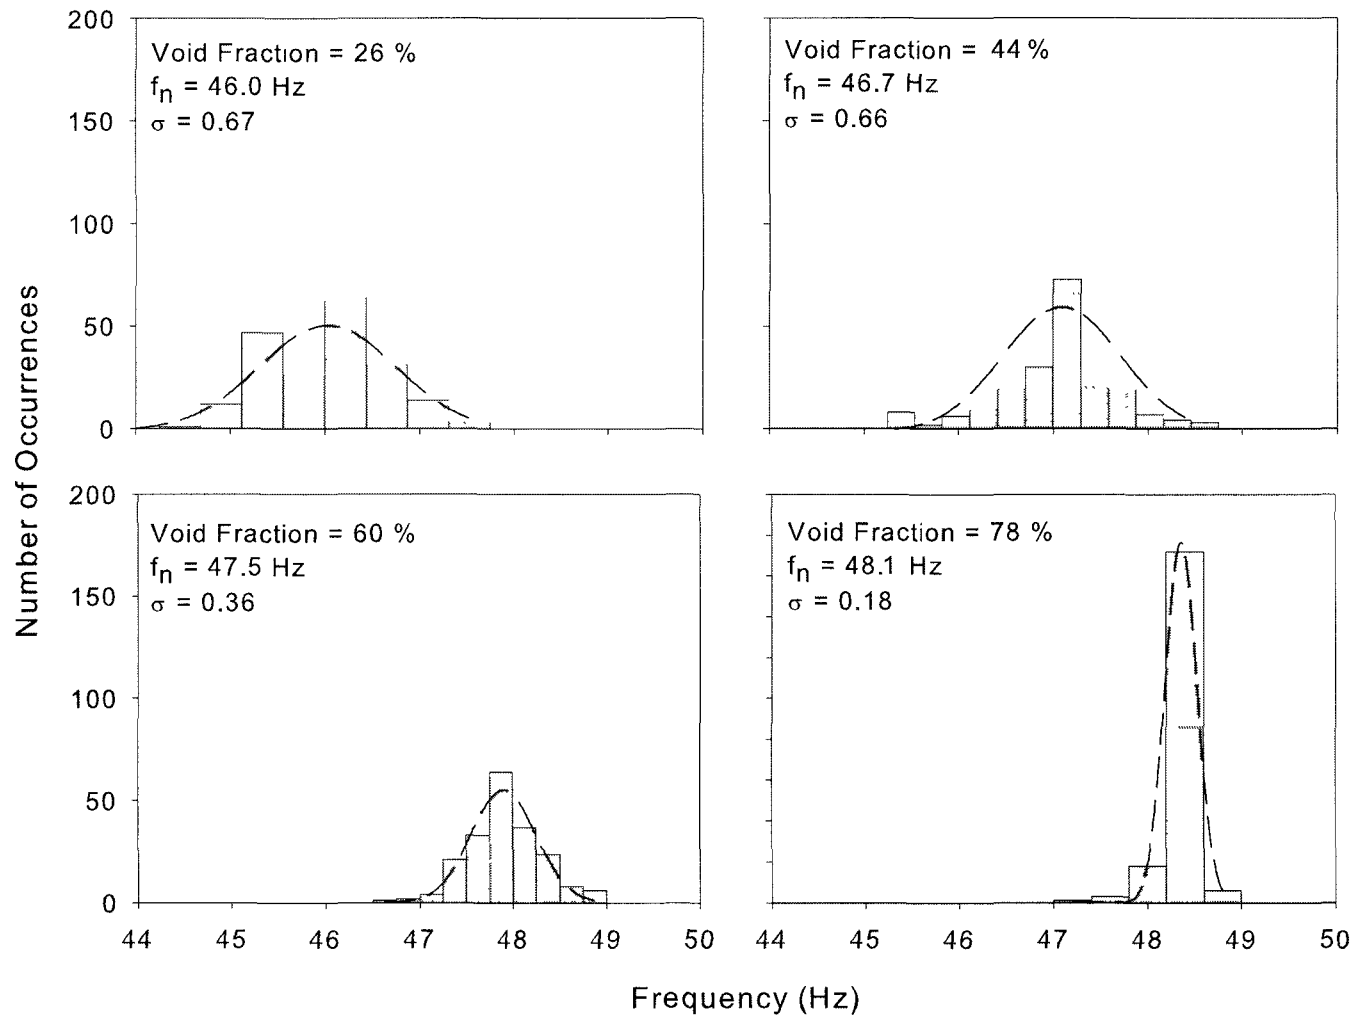 Number of Occurrences
200
150
100
50
0
Void Fraction = 26 %
fn = 46.0 Hz
σ = 0.67
Void Fraction = 44 %
fn = 46.7 Hz
σ = 0.66
200
150
100
50
0
Void Fraction = 60 %
fn = 47.5 Hz
σ = 0.36
Void Fraction = 78 %
fn = 48.1 Hz
σ = 0.18
44 45 46 47 48 49 50
44 45 46 47 48 49 50
Frequency (Hz)